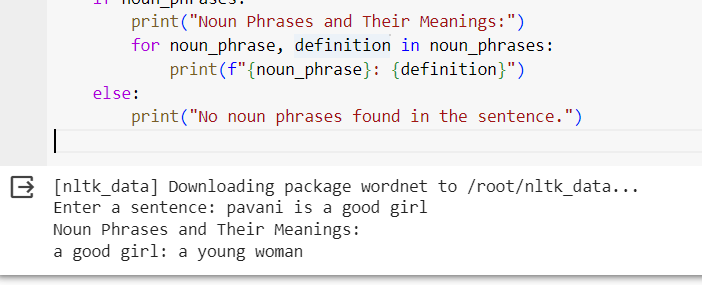 if noun_phrases:
print("Noun Phrases and Their Meanings:")
for noun_phrase, definition in noun_phrases:
print(f"{noun_phrase}: {definition}")
else:
print("No noun phrases found in the sentence.")
[nltk_data] Downloading package wordnet to /root/nltk_data...
Enter a sentence: pavani is a good girl
Noun Phrases and Their Meanings:
a good girl: a young woman